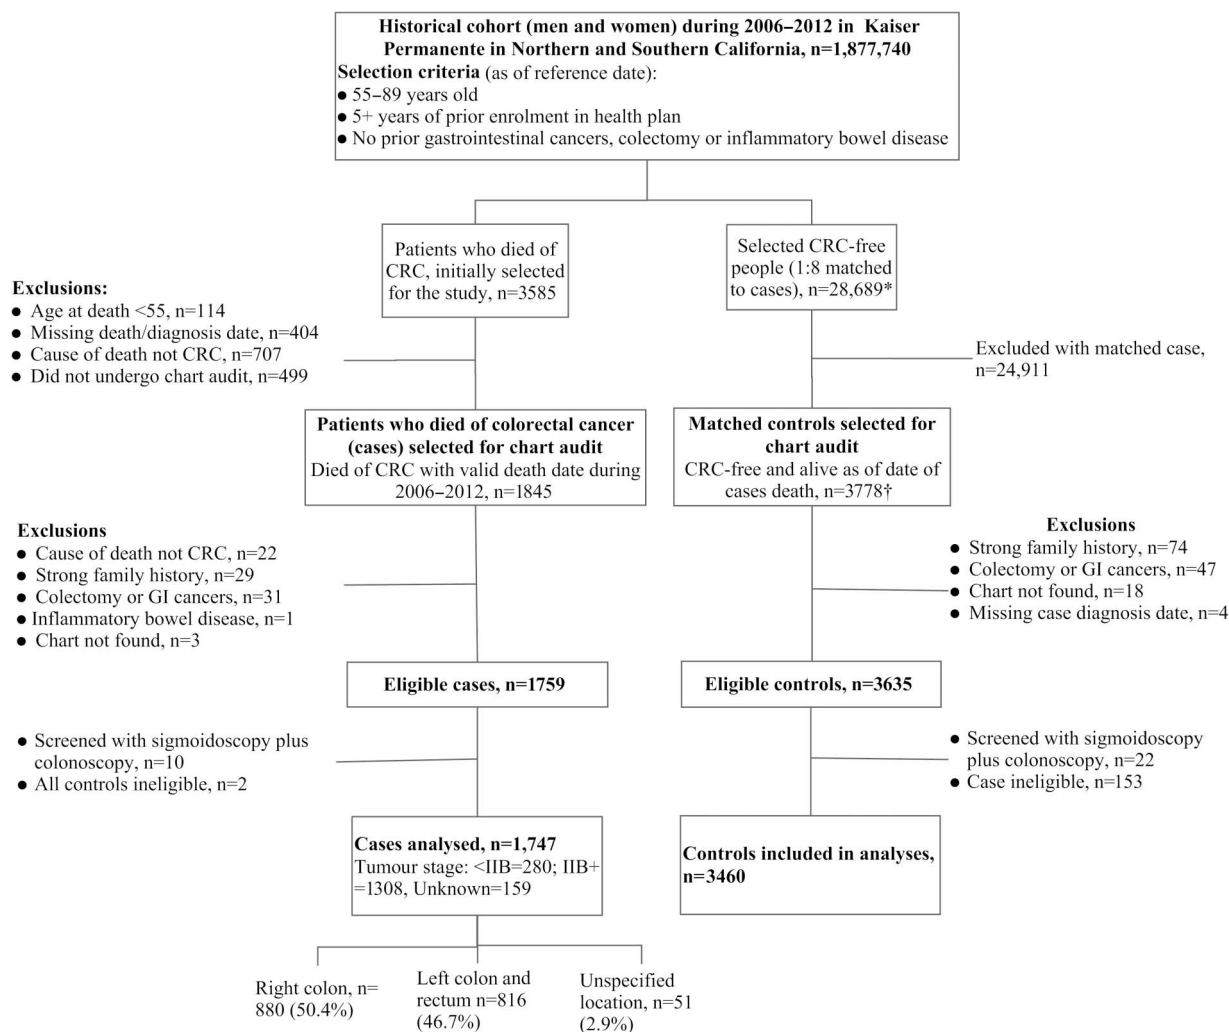 Historical cohort (men and women) during 2006–2012 in Kaiser
Permanente in Northern and Southern California, n=1,877,740
Selection criteria (as of reference date):
● 55–89 years old
● 5+ years of prior enrolment in health plan
● No prior gastrointestinal cancers, colectomy or inflammatory bowel disease
Patients who died of
CRC, initially selected
for the study, n=3585
Selected CRC-free
people (1:8 matched
to cases), n=28,689*
Exclusions:
● Age at death <55, n=114
● Missing death/diagnosis date, n=404
● Cause of death not CRC, n=707
● Did not undergo chart audit, n=499
Excluded with matched case,
n=24,911
Patients who died of colorectal cancer
(cases) selected for chart audit
Died of CRC with valid death date during
2006–2012, n=1845
Matched controls selected for
chart audit
CRC-free and alive as of date of
cases death, n=3778†
Exclusions
● Cause of death not CRC, n=22
● Strong family history, n=29
● Colectomy or GI cancers, n=31
● Inflammatory bowel disease, n=1
● Chart not found, n=3
Exclusions
● Strong family history, n=74
● Colectomy or GI cancers, n=47
● Chart not found, n=18
● Missing case diagnosis date, n=4
Eligible cases, n=1759
Eligible controls, n=3635
● Screened with sigmoidoscopy plus
colonoscopy, n=10
● All controls ineligible, n=2
● Screened with sigmoidoscopy
plus colonoscopy, n=22
● Case ineligible, n=153
Cases analysed, n=1,747
Tumour stage: <IIB=280; IIB+
=1308, Unknown=159
Controls included in analyses,
n=3460
Right colon, n=
880 (50.4%)
Left colon and
rectum n=816
(46.7%)
Unspecified
location, n=51
(2.9%)